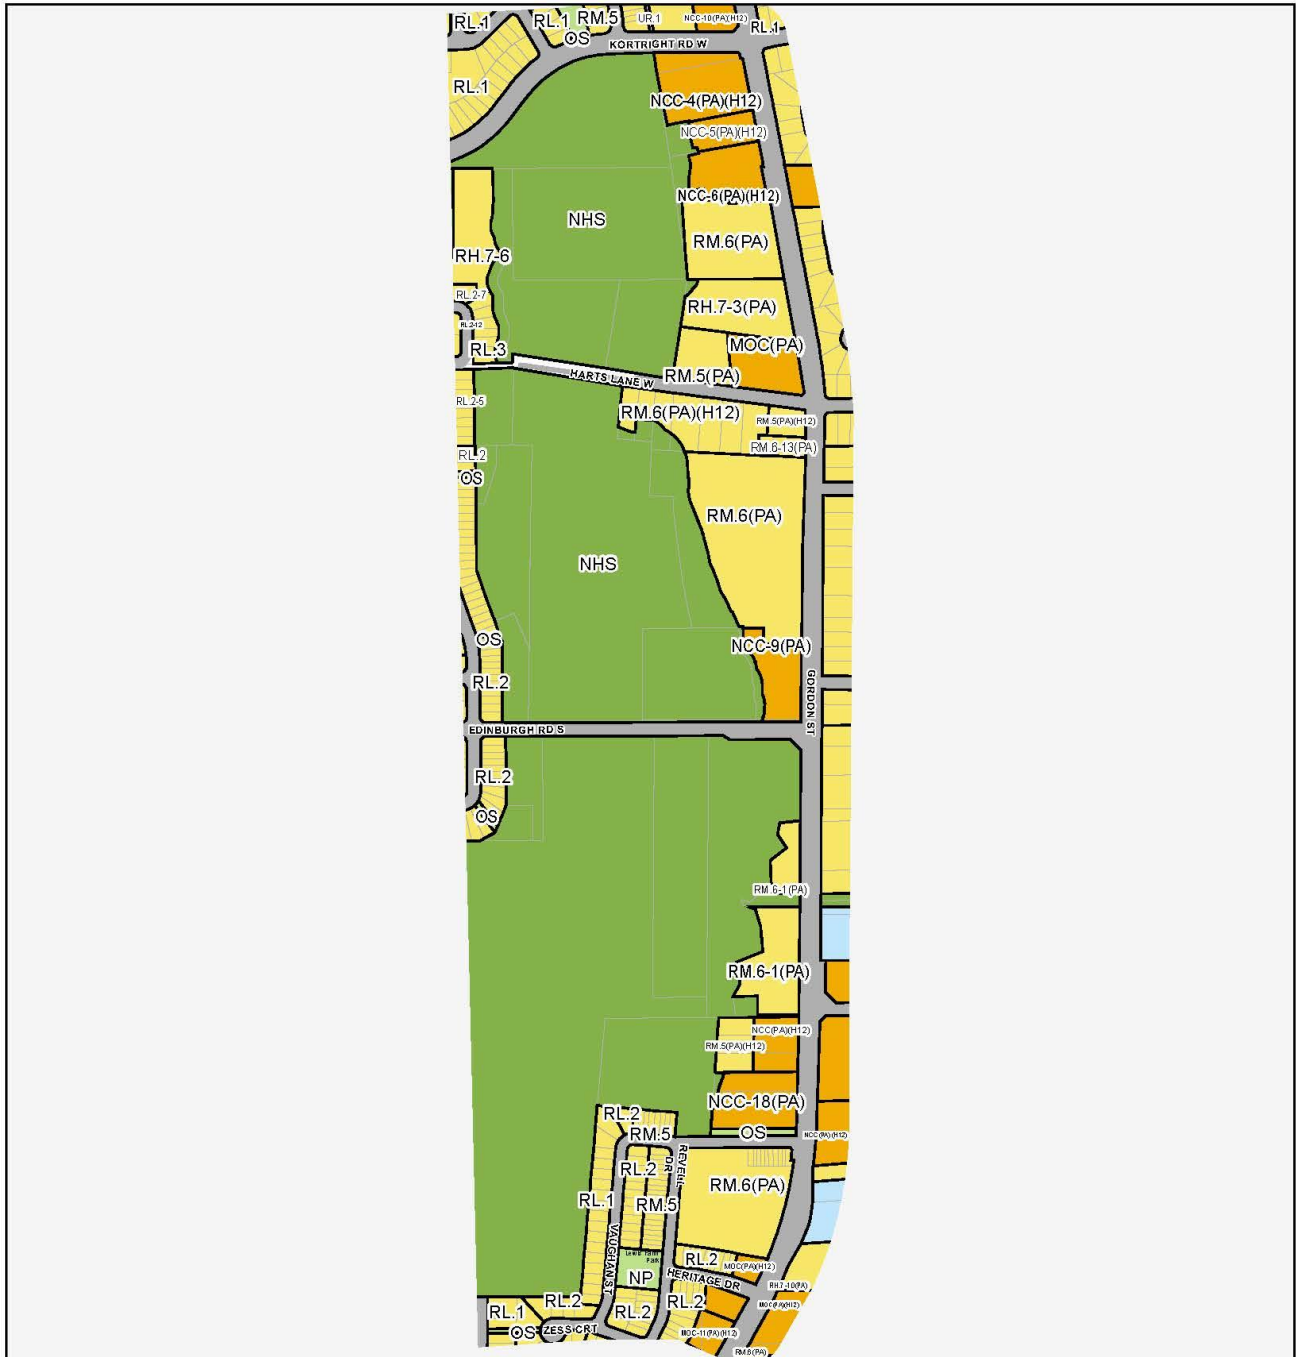 RL.1
RL.1
RM.5
UR.1
NCC-10(PA)(H12)
RL.1
OS
KORTRIGHT RD W
RL.1
NCC-4(PA)(H12)
NCC-5(PA)(H12)
NCC-6(PA)(H12)
NHS
RM.6(PA)
RH.7-6
RL.2-7
RH.7-3(PA)
RL.2-12
MOC(PA)
RL.3
RM.5(PA)
HARTS LANE W
RL.2-5
RM.6(PA)(H12)
RM.5(PA)(H12)
RL.2
RM.6-13(PA)
OS
RM.6(PA)
NHS
OS
NCC-9(PA)
RL.2
GORDON ST
EDINBURGH RD S
RL.2
OS
RM.6-1(PA)
RM.6-1(PA)
NCC(PA)(H12)
RM.5(PA)(H12)
NCC-18(PA)
RL.2
RM.5
OS
NCC(PA)(H12)
REVELL DR
RL.2
RM.6(PA)
RL.1
RM.5
VAUGHAN ST
Park
RL.2
MOC(PA)(H12)
NP
HERITAGE DR
RH.7-10(PA)
RL.1
RL.2
RL.2
RL.2
MOC(PA)(H12)
OS
ZESS CRT
MOC-11(PA)(H12)
RM.6(PA)